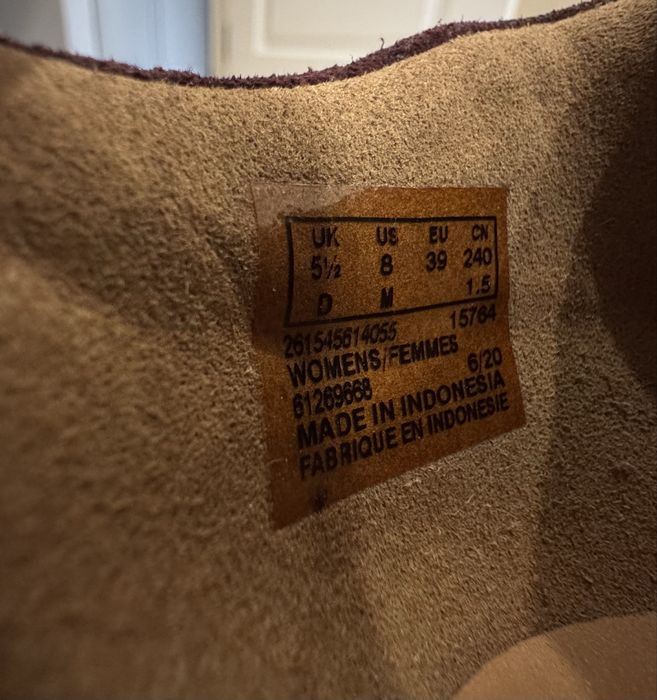 UK US EU CN
5½ 8 39 240
D M 1.5
261545614055 15764
WOMENS/FEMMES
61269668 6/20
MADE IN INDONESIA
FABRIQUE EN INDONESIE